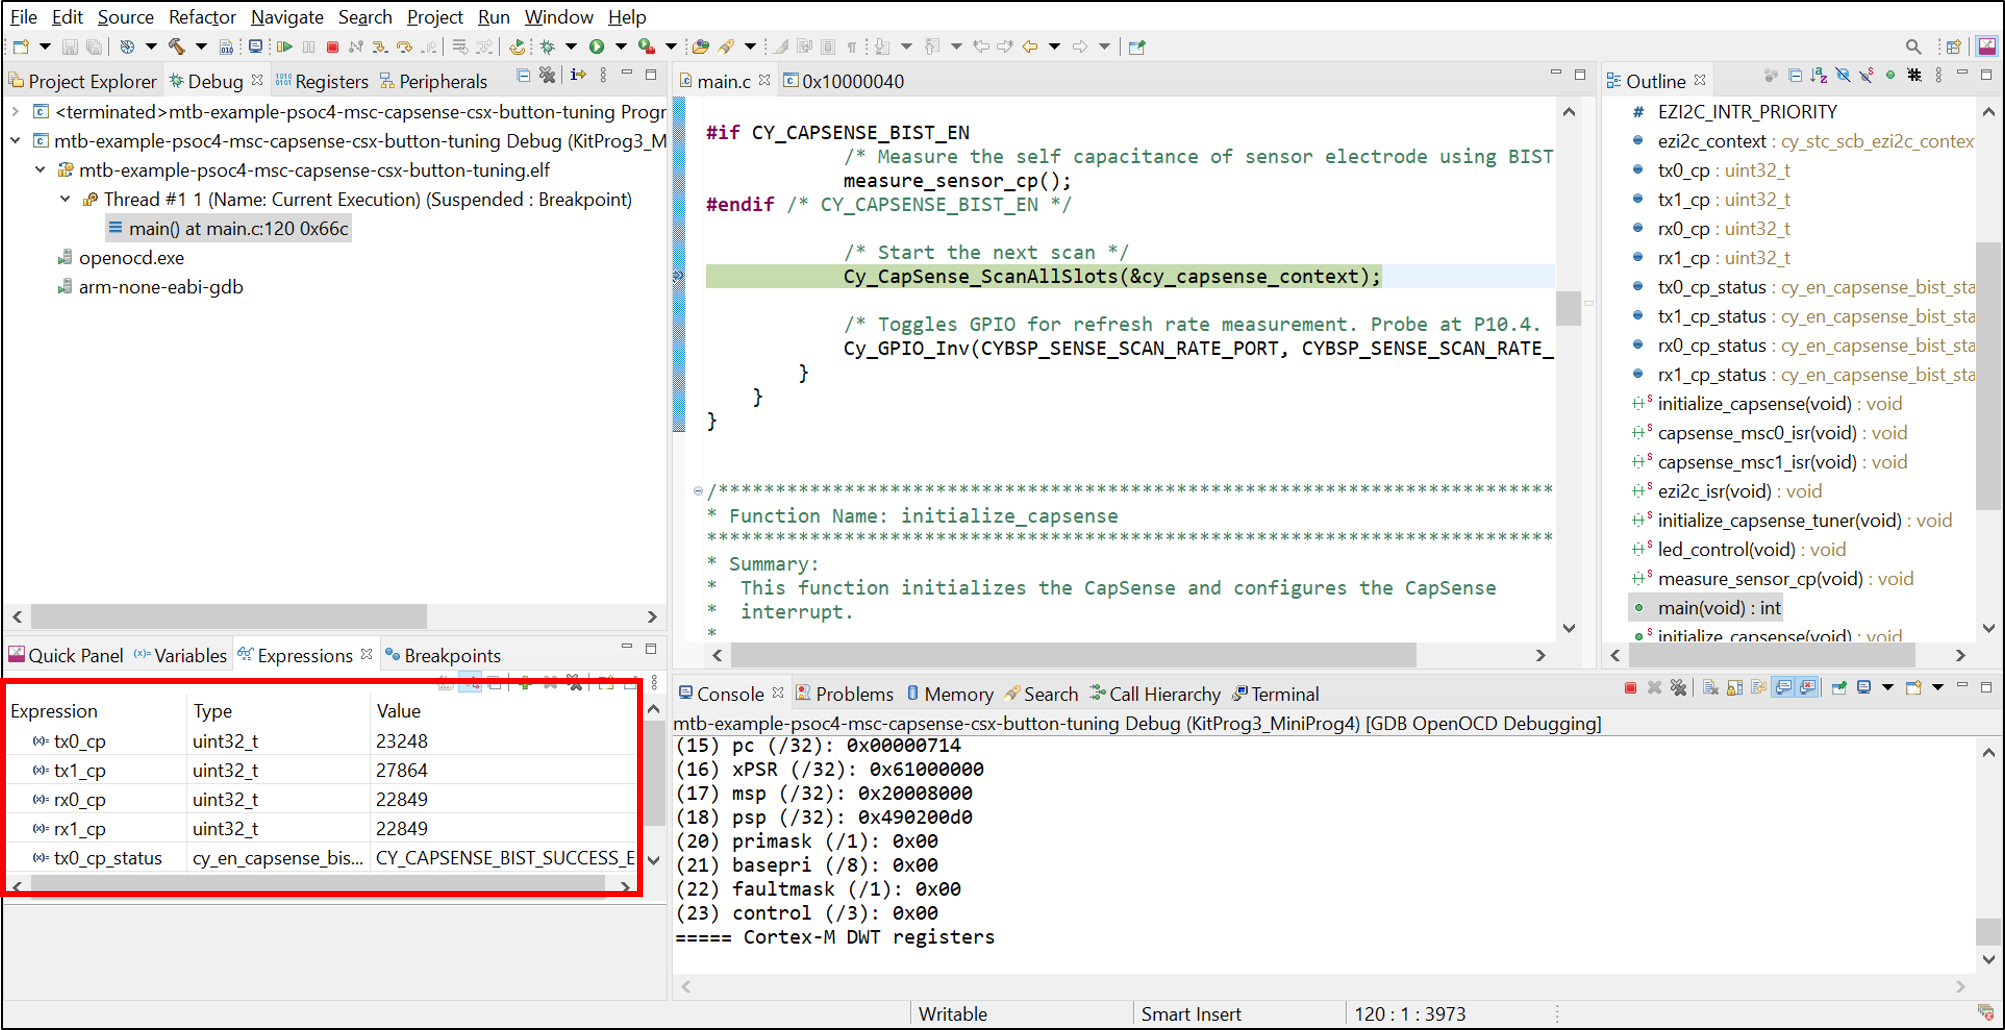 File Edit Source Refactor Navigate Search Project Run Window Help
Project Explorer Debug Registers Peripherals
<terminated>mtb-example-psoc4-msc-capsense-csx-button-tuning Progr
mtb-example-psoc4-msc-capsense-csx-button-tuning Debug (KitProg3_M
mtb-example-psoc4-msc-capsense-csx-button-tuning.elf
Thread #1 1 (Name: Current Execution) (Suspended : Breakpoint)
main() at main.c:120 0x66c
openocd.exe
arm-none-eabi-gdb
main.c 0x10000040
#if CY_CAPSENSE_BIST_EN
/* Measure the self capacitance of sensor electrode using BIST
measure_sensor_cp();
#endif /* CY_CAPSENSE_BIST_EN */
/* Start the next scan */
Cy_CapSense_ScanAllSlots(&cy_capsense_context);
/* Toggles GPIO for refresh rate measurement. Probe at P10.4.
Cy_GPIO_Inv(CYBSP_SENSE_SCAN_RATE_PORT, CYBSP_SENSE_SCAN_RATE_
}
}
}
/*************************************************************************
* Function Name: initialize_capsense
**************************************************************************
* Summary:
* This function initializes the CapSense and configures the CapSense
* interrupt.
*
Outline
# EZI2C_INTR_PRIORITY
ezi2c_context : cy_stc_scb_ezi2c_contex
tx0_cp : uint32_t
tx1_cp : uint32_t
rx0_cp : uint32_t
rx1_cp : uint32_t
tx0_cp_status : cy_en_capsense_bist_sta
tx1_cp_status : cy_en_capsense_bist_sta
rx0_cp_status : cy_en_capsense_bist_sta
rx1_cp_status : cy_en_capsense_bist_sta
initialize_capsense(void) : void
capsense_msc0_isr(void) : void
capsense_msc1_isr(void) : void
ezi2c_isr(void) : void
initialize_capsense_tuner(void) : void
led_control(void) : void
measure_sensor_cp(void) : void
main(void) : int
initialize_capsense(void) : void
Quick Panel Variables Expressions Breakpoints
Expression Type Value
tx0_cp uint32_t 23248
tx1_cp uint32_t 27864
rx0_cp uint32_t 22849
rx1_cp uint32_t 22849
tx0_cp_status cy_en_capsense_bis... CY_CAPSENSE_BIST_SUCCESS_E
Console Problems Memory Search Call Hierarchy Terminal
mtb-example-psoc4-msc-capsense-csx-button-tuning Debug (KitProg3_MiniProg4) [GDB OpenOCD Debugging]
(15) pc (/32): 0x00000714
(16) xPSR (/32): 0x61000000
(17) msp (/32): 0x20008000
(18) psp (/32): 0x490200d0
(20) primask (/1): 0x00
(21) basepri (/8): 0x00
(22) faultmask (/1): 0x00
(23) control (/3): 0x00
===== Cortex-M DWT registers
Writable Smart Insert 120 : 1 : 3973